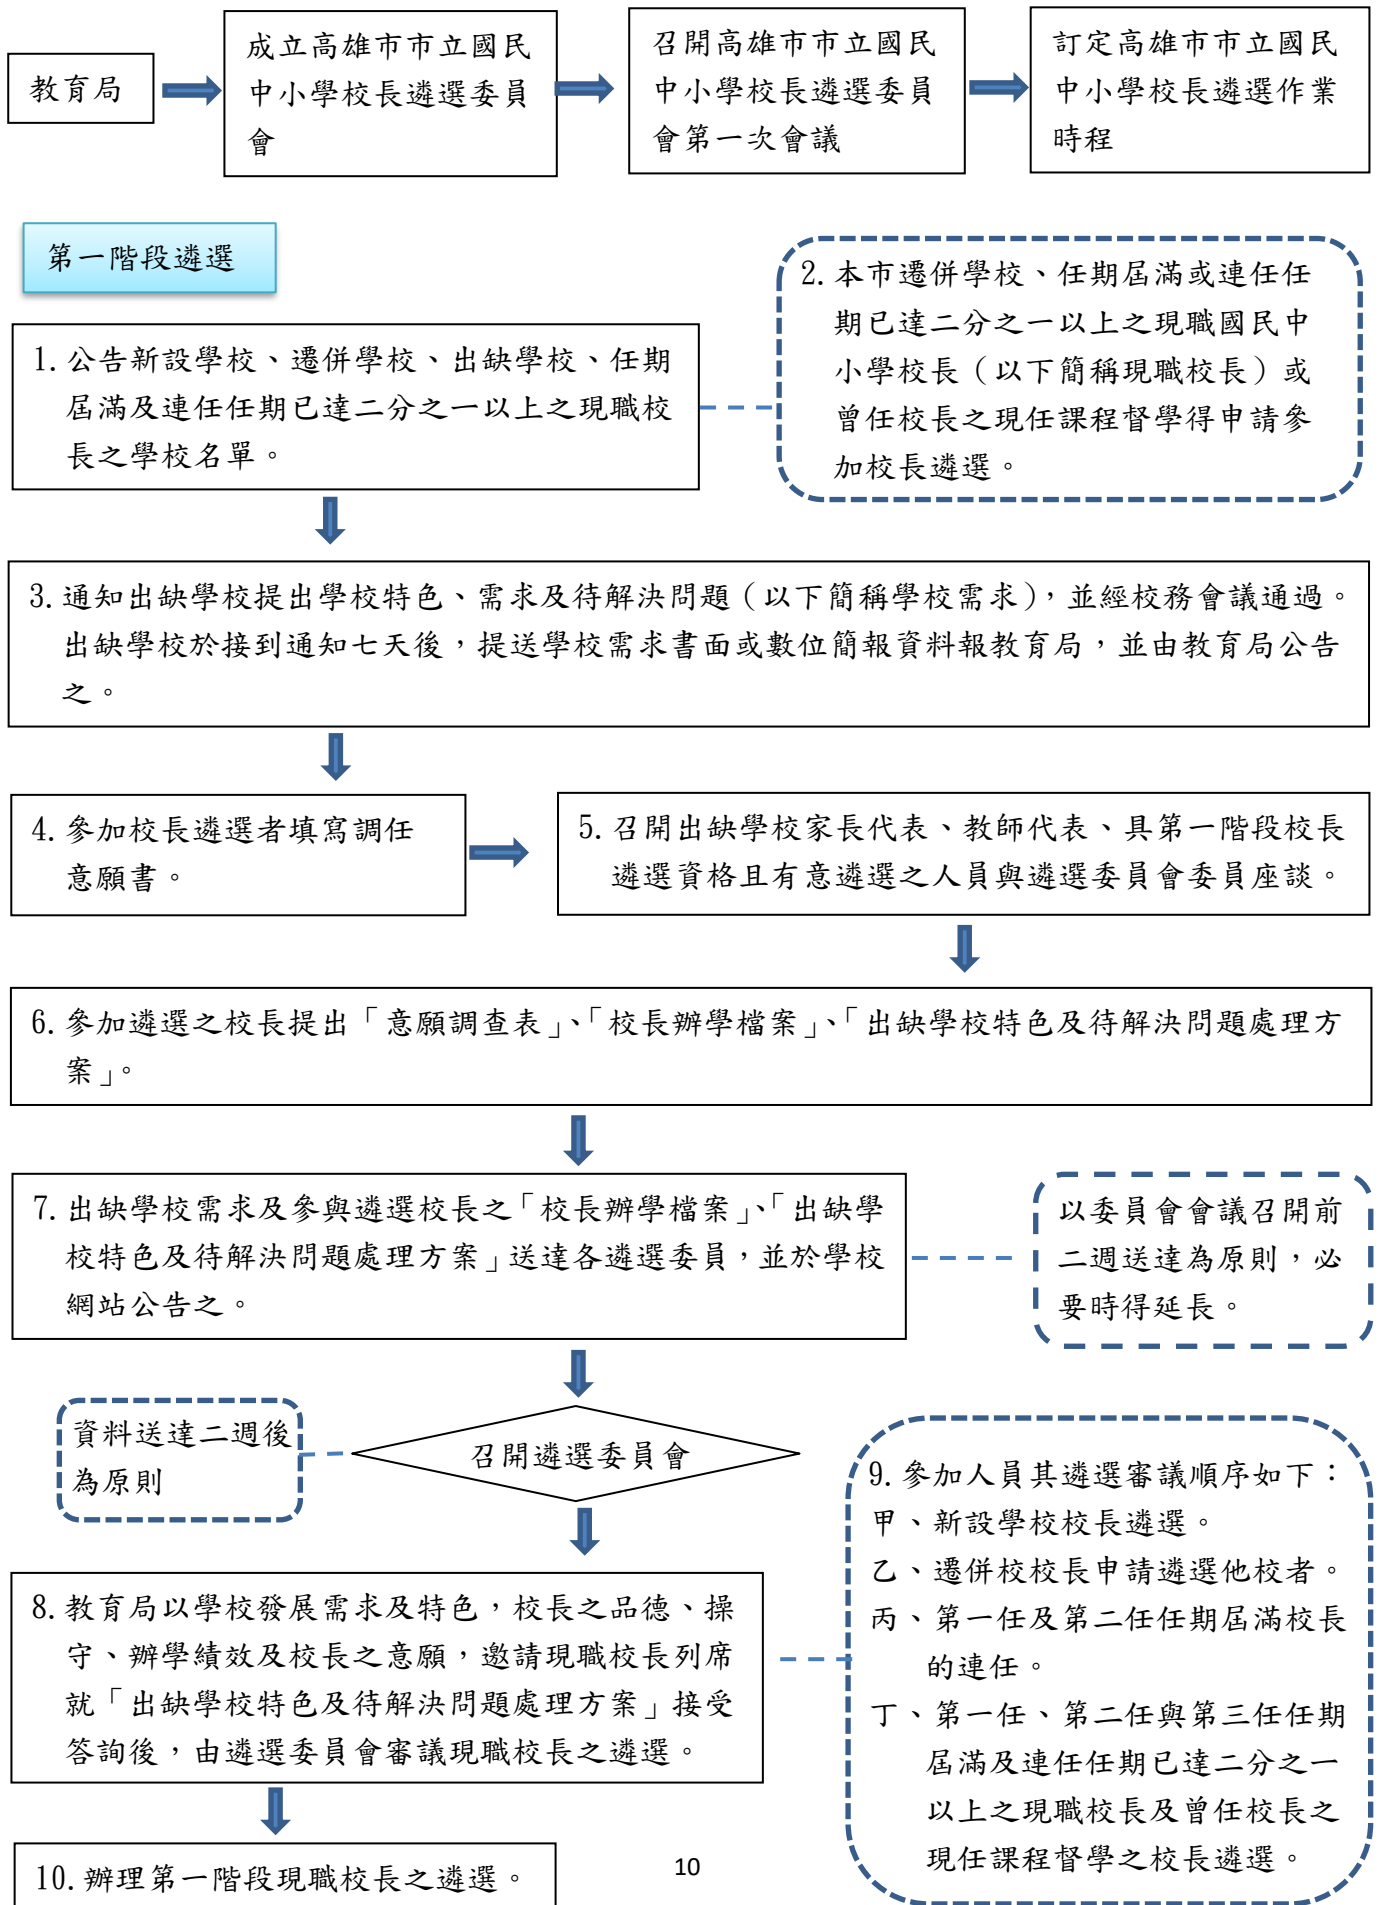 教育局
成立高雄市市立國民
中小學校長遴選委員
會
召開高雄市市立國民
中小學校長遴選委員
會第一次會議
訂定高雄市市立國民
中小學校長遴選作業
時程
第一階段遴選
1.公告新設學校、遷併學校、出缺學校、任期
屆滿及連任任期已達二分之一以上之現職校
長之學校名單。
2.本市遷併學校、任期屆滿或連任任
期已達二分之一以上之現職國民中
小學校長（以下簡稱現職校長）或
曾任校長之現任課程督學得申請參
加校長遴選。
3.通知出缺學校提出學校特色、需求及待解決問題（以下簡稱學校需求），並經校務會議通過。
出缺學校於接到通知七天後，提送學校需求書面或數位簡報資料報教育局，並由教育局公告
之。
4.參加校長遴選者填寫調任
意願書。
5.召開出缺學校家長代表、教師代表、具第一階段校長
遴選資格且有意遴選之人員與遴選委員會委員座談。
6.參加遴選之校長提出「意願調查表」、「校長辦學檔案」、「出缺學校特色及待解決問題處理方
案」。
7.出缺學校需求及參與遴選校長之「校長辦學檔案」、「出缺學
校特色及待解決問題處理方案」送達各遴選委員，並於學校
網站公告之。
以委員會會議召開前
二週送達為原則，必
要時得延長。
資料送達二週後
為原則
召開遴選委員會
8.教育局以學校發展需求及特色，校長之品德、操
守、辦學績效及校長之意願，邀請現職校長列席
就「出缺學校特色及待解決問題處理方案」接受
答詢後，由遴選委員會審議現職校長之遴選。
9.參加人員其遴選審議順序如下：
甲、新設學校校長遴選。
乙、遷併校校長申請遴選他校者。
丙、第一任及第二任任期屆滿校長
的連任。
丁、第一任、第二任與第三任任期
屆滿及連任任期已達二分之一
以上之現職校長及曾任校長之
現任課程督學之校長遴選。
10.辦理第一階段現職校長之遴選。
10